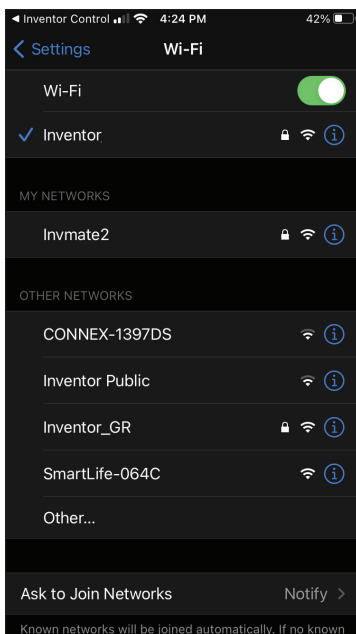 ◀ Inventor Control 4:24 PM 42%
Settings Wi-Fi
Wi-Fi
Inventor
MY NETWORKS
Invmate2
OTHER NETWORKS
CONNEX-1397DS
Inventor Public
Inventor_GR
SmartLife-064C
Other...
Ask to Join Networks Notify
Known networks will be joined automatically. If no known